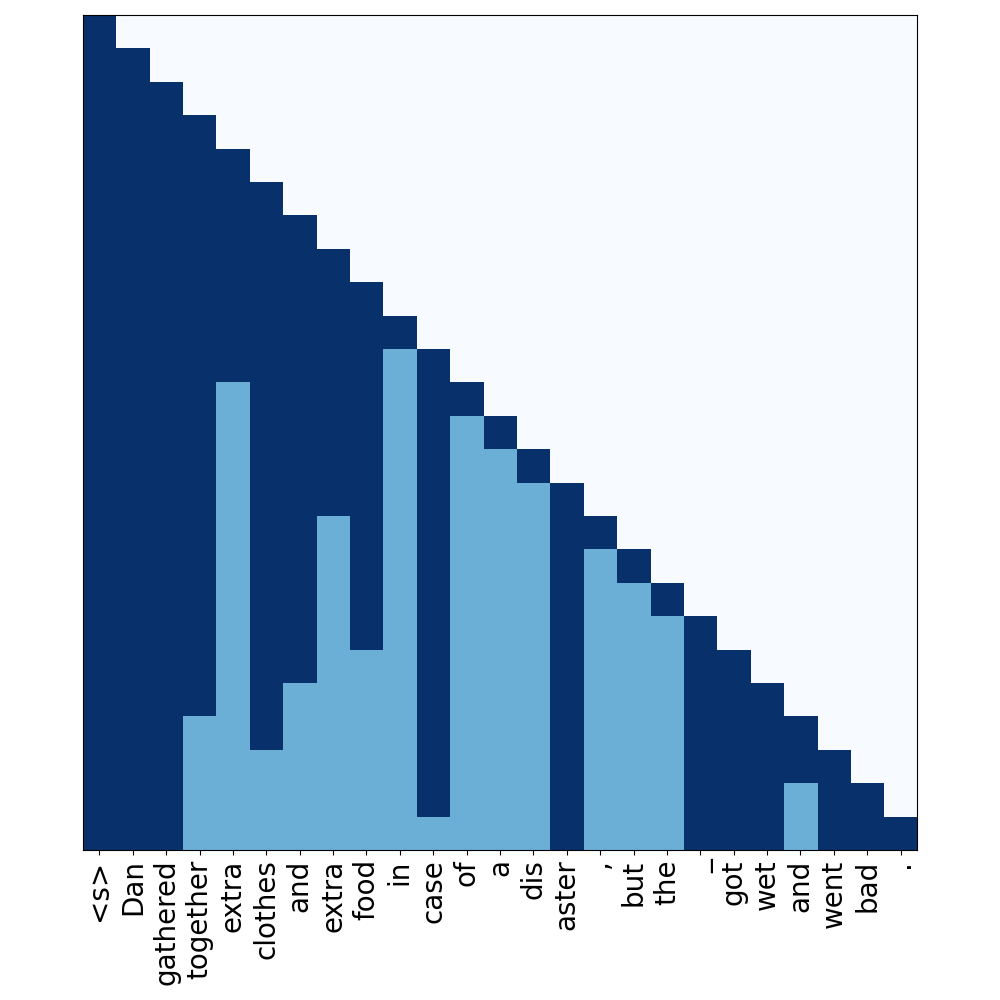 <s> Dan gathered together extra clothes and extra food in case of a dis aster , but the _ got wet and went bad .